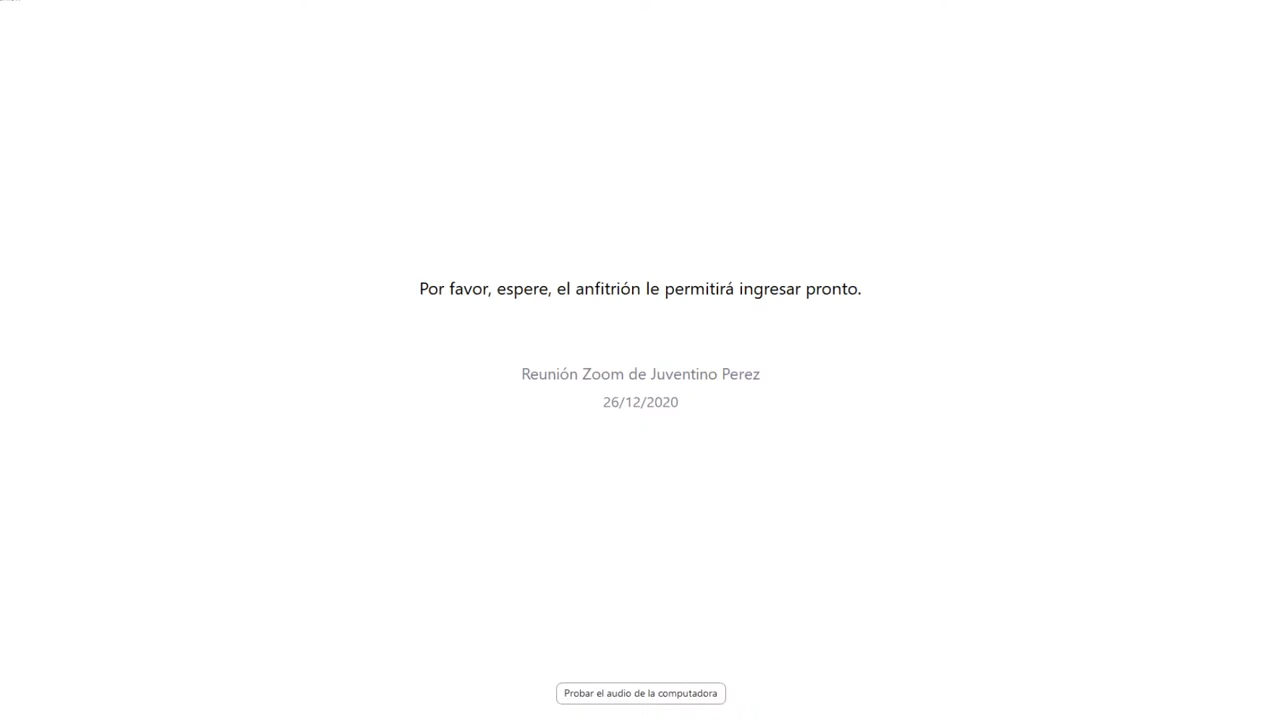 Por favor, espere, el anfitrión le permitirá ingresar pronto.
Reunión Zoom de Juventino Perez
26/12/2020
Probar el audio de la computadora